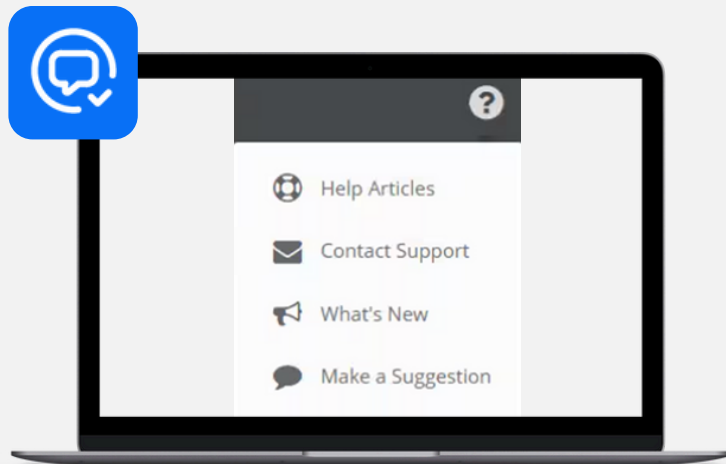 Help Articles
Contact Support
What's New
Make a Suggestion